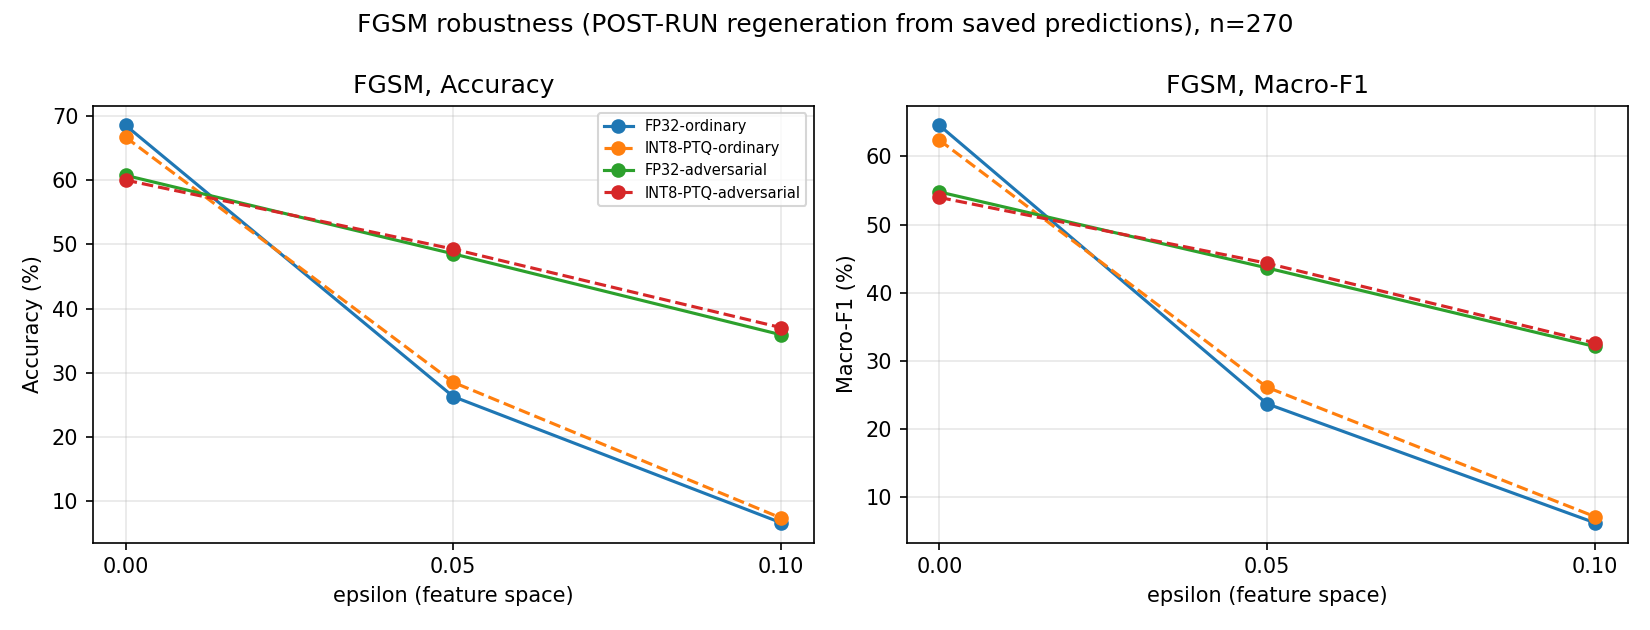 FGSM robustness (POST-RUN regeneration from saved predictions), n=270
FGSM, Accuracy
Accuracy (%)
70
60
50
40
30
20
10
0.00
0.05
0.10
epsilon (feature space)
FP32-ordinary
INT8-PTQ-ordinary
FP32-adversarial
INT8-PTQ-adversarial
FGSM, Macro-F1
Macro-F1 (%)
60
50
40
30
20
10
0.00
0.05
0.10
epsilon (feature space)